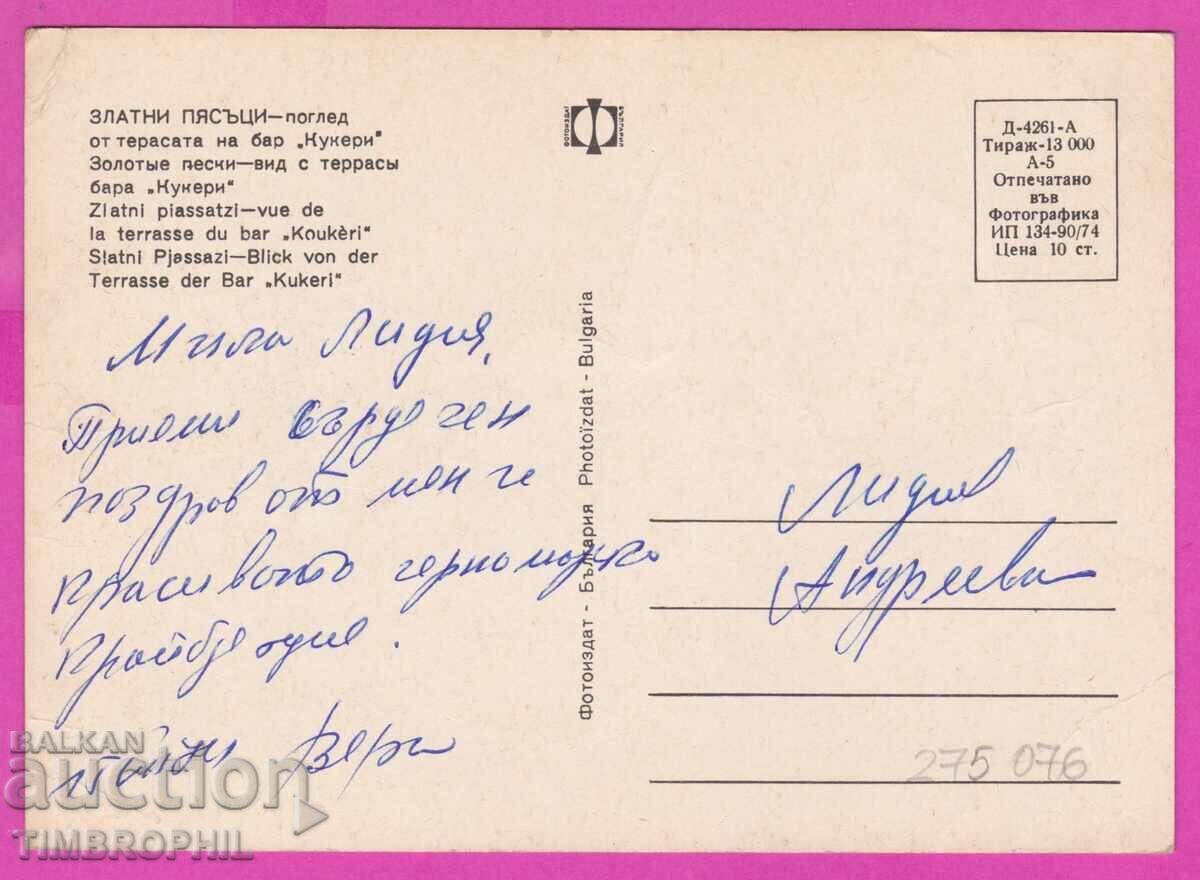 ЗЛАТНИ ПЯСЪЦИ—поглед
от терасата на бар „Кукери"
Золотые пески—вид с террасы
бара „Кукери"
Zlatni piassatzi—vue de
la terrasse du bar „Koukèri"
Slatni Pjassazi—Blick von der
Terrasse der Bar „Kukeri"
ФОТОИЗДАТ
БЪЛГАРИЯ
Д-4261-А
Тираж-13 000
А-5
Отпечатано
във
Фотографика
ИП 134-90/74
Цена 10 ст.
Мила Лидия,
Приеми сърдечен
поздрав от мен и
красивото черноморско
крайбрежие.
Вера
Фотоиздат - България Photoïzdat - Bulgaria
Лидия
Андреева
275 076
BALKAN
auction
TIMBROPHIL